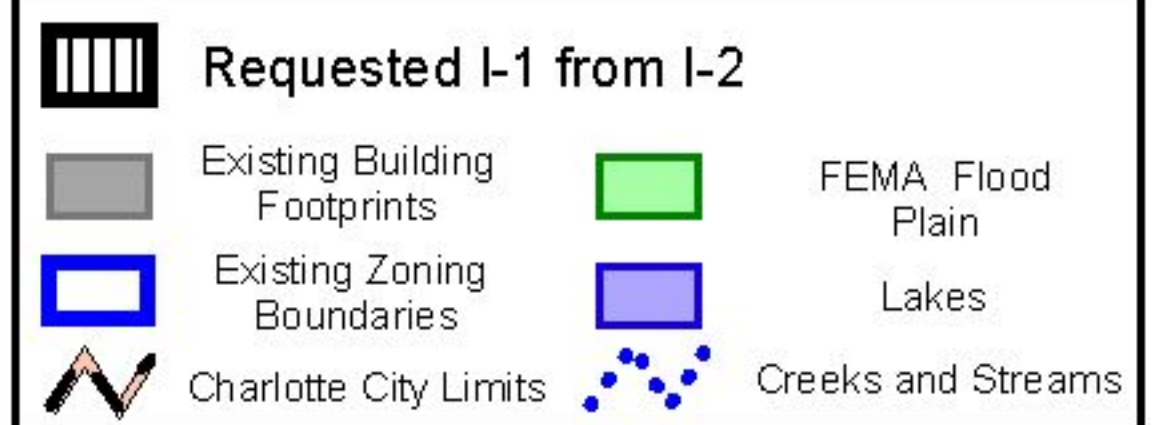 Requested I-1 from I-2
Existing Building
Footprints
FEMA Flood
Plain
Existing Zoning
Boundaries
Lakes
Charlotte City Limits
Creeks and Streams